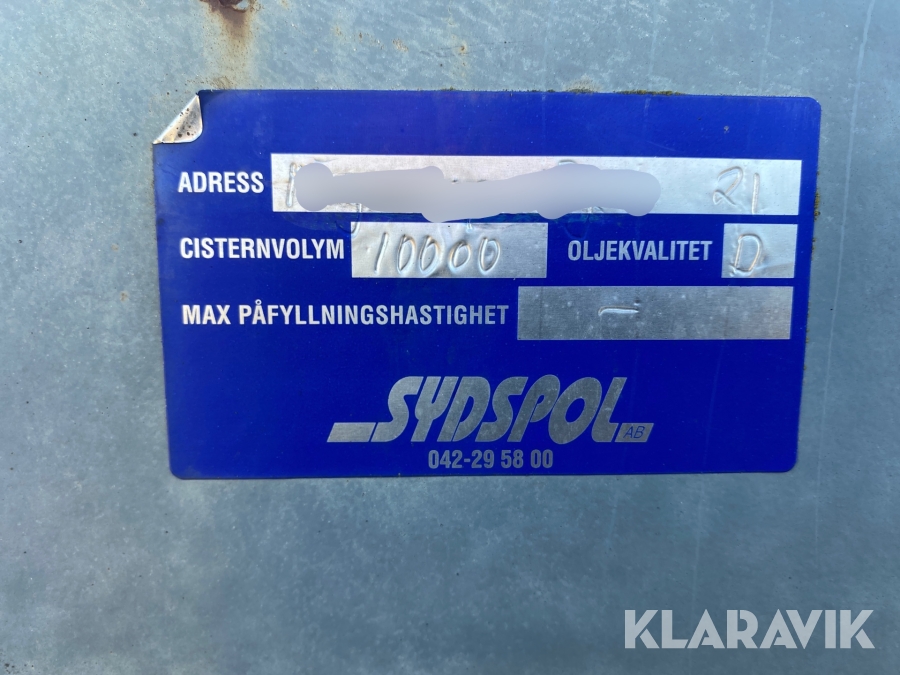 ADRESS 21
CISTERNVOLYM 10000 OLJEKVALITET D
MAX PÅFYLLNINGSHASTIGHET -
SYDSPOL AB
042-29 58 00
KLARAVIK